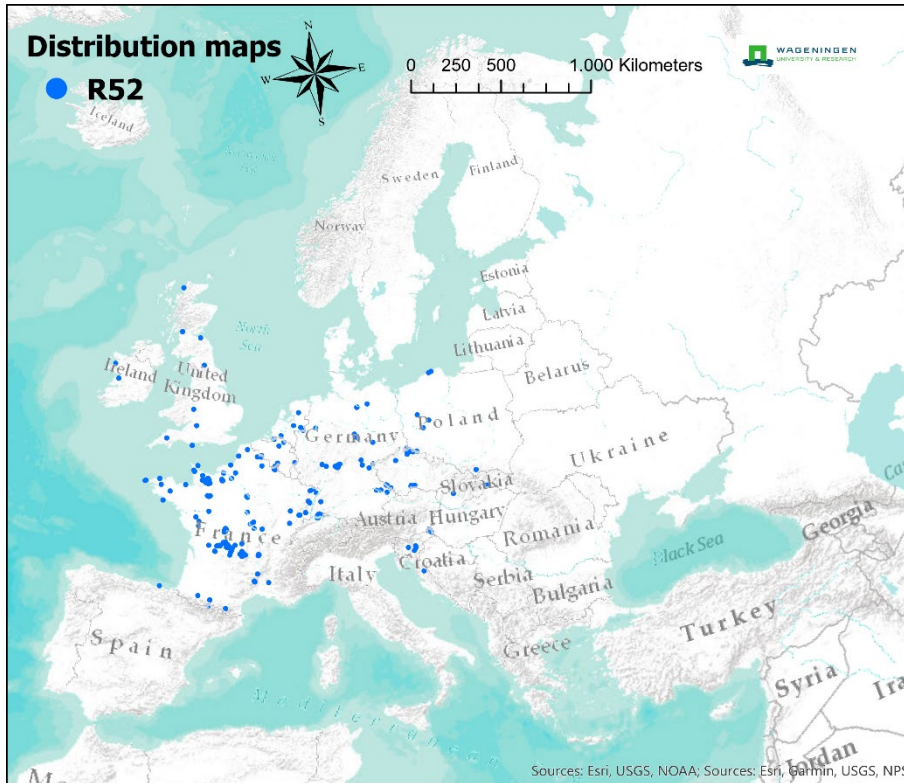 Distribution maps
R52
N
W
E
S
0 250 500 1.000 Kilometers
WAGENINGEN
UNIVERSITY & RESEARCH
Iceland
Sweden
Finland
Norway
Estonia
Latvia
Lithuania
North
Sea
Ireland
United
Kingdom
Belarus
Germany
Poland
Ukraine
Slovakia
France
Austria
Hungary
Romania
Croatia
Italy
Serbia
Bulgaria
Black Sea
Georgia
Spain
Greece
Turkey
Syria
Mediterranean
Sources: Esri, USGS, NOAA; Sources: Esri, Garmin, USGS, NPS